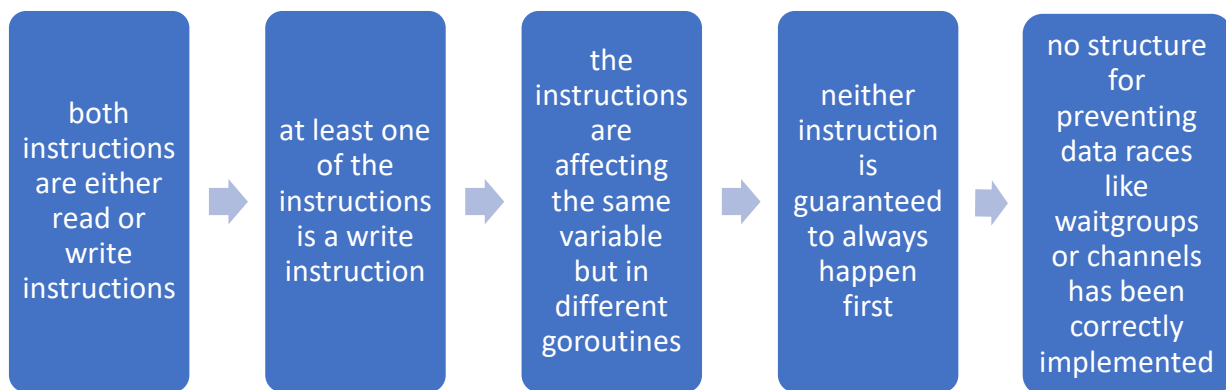 both
instructions
are either
read or
write
instructions
at least one
of the
instructions
is a write
instruction
the
instructions
are
affecting
the same
variable
but in
different
goroutines
neither
instruction
is
guaranteed
to always
happen
first
no structure
for
preventing
data races
like
waitgroups
or channels
has been
correctly
implemented